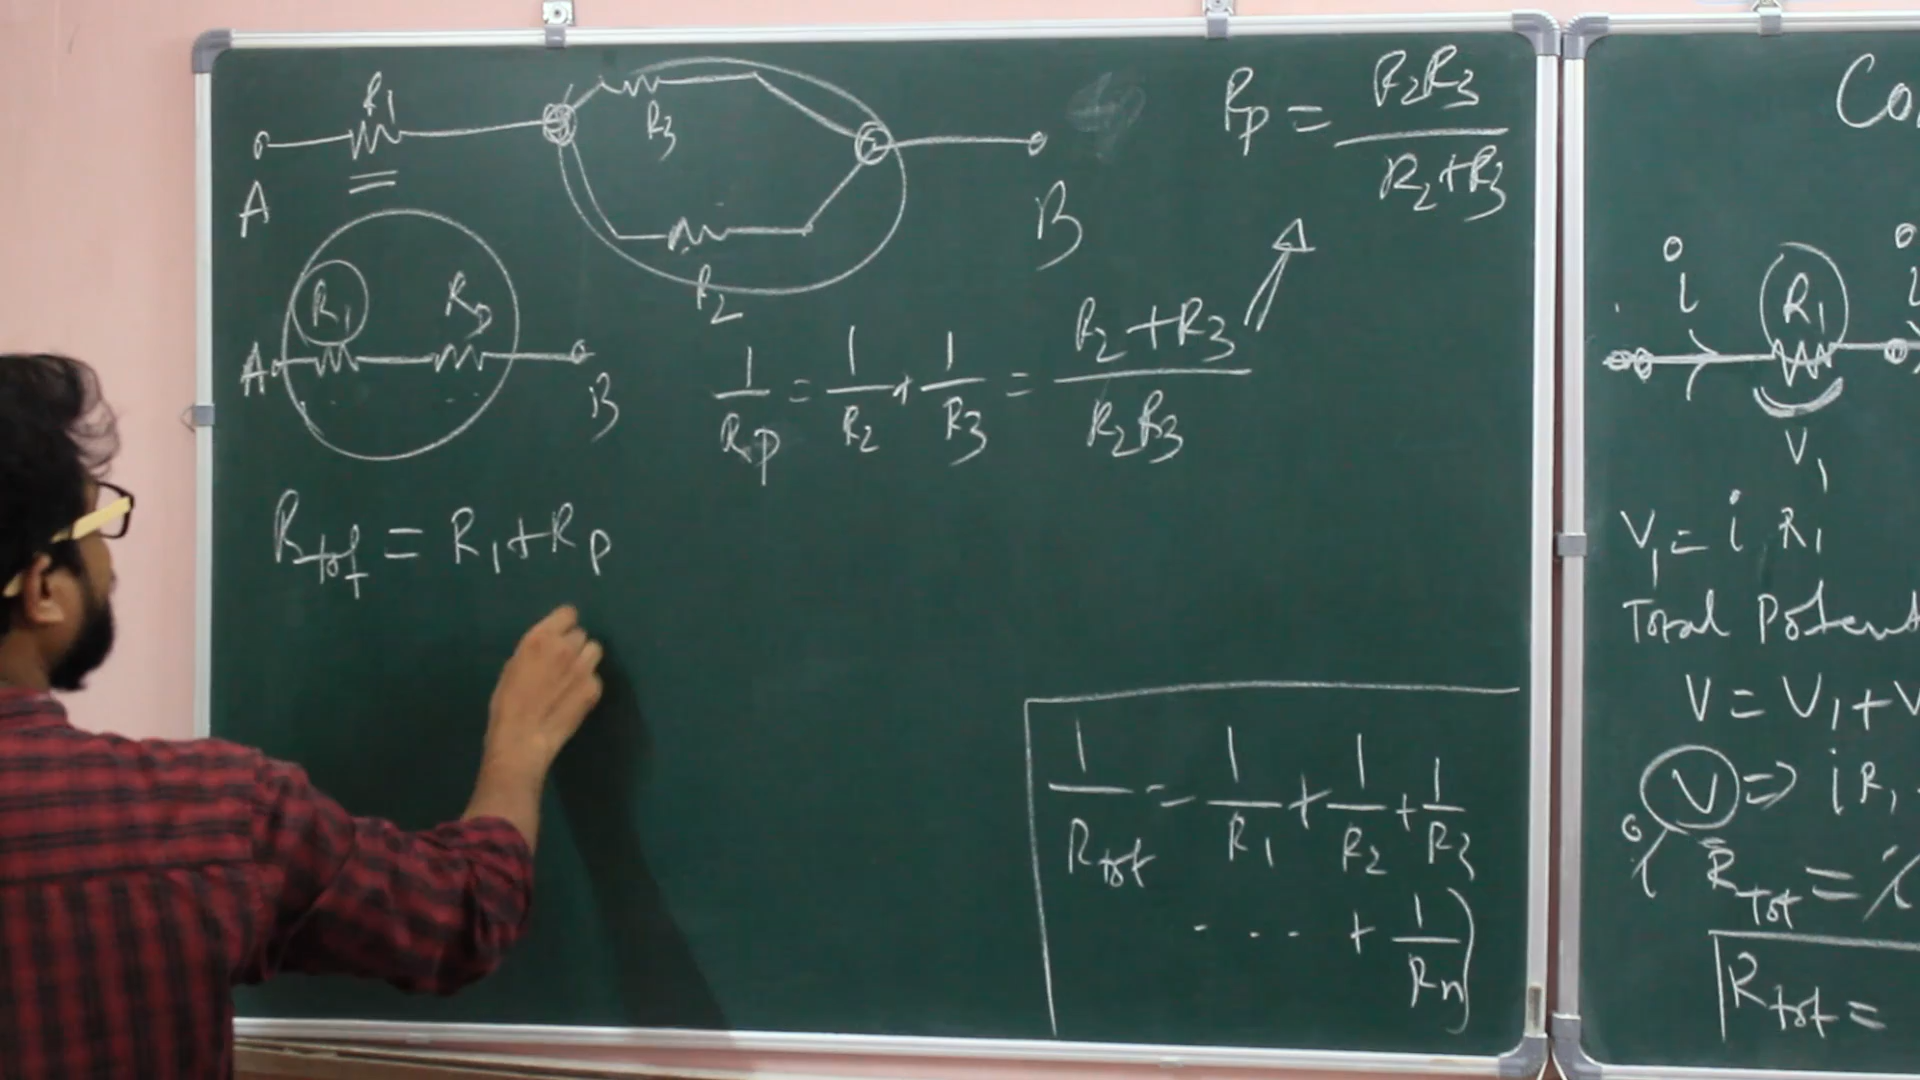 R1
R3
A
B
R2
R1 Rp
A
B
1/Rp = 1/R2 + 1/R3 = R2+R3/R2R3
Rp = R2R3/R2+R3
Rtot = R1+Rp
1/Rtot = 1/R1 + 1/R2 + 1/R3
.... + 1/Rn
Co
i R1 i
V1
V1 = i R1
Total Potent
V = V1 + V
V ⇒ iR1
i Rtot = i
Rtot =